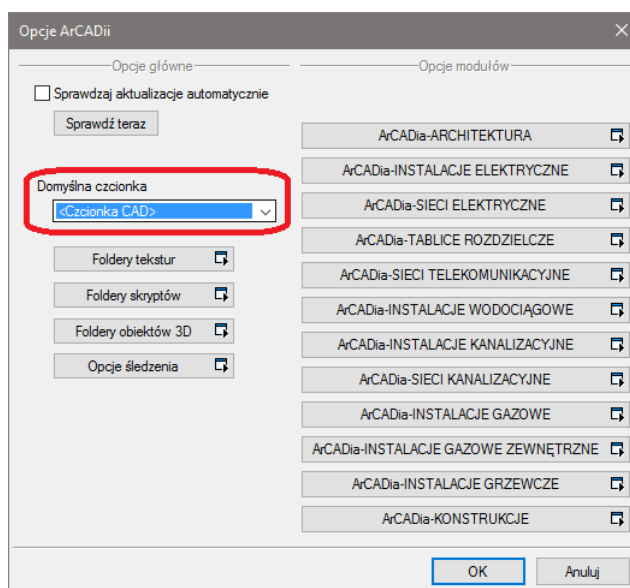 Opcje ArCADii
Opcje główne
Sprawdzaj aktualizacje automatycznie
Sprawdź teraz
Domyślna czcionka
<Czcionka CAD>
Foldery tekstur
Foldery skryptów
Foldery obiektów 3D
Opcje śledzenia
Opcje modułów
ArCADia-ARCHITEKTURA
ArCADia-INSTALACJE ELEKTRYCZNE
ArCADia-SIECI ELEKTRYCZNE
ArCADia-TABLICE ROZDZIELCZE
ArCADia-SIECI TELEKOMUNIKACYJNE
ArCADia-INSTALACJE WODOCIĄGOWE
ArCADia-INSTALACJE KANALIZACYJNE
ArCADia-SIECI KANALIZACYJNE
ArCADia-INSTALACJE GAZOWE
ArCADia-INSTALACJE GAZOWE ZEWNĘTRZNE
ArCADia-INSTALACJE GRZEWCZE
ArCADia-KONSTRUKCJE
OK
Anuluj